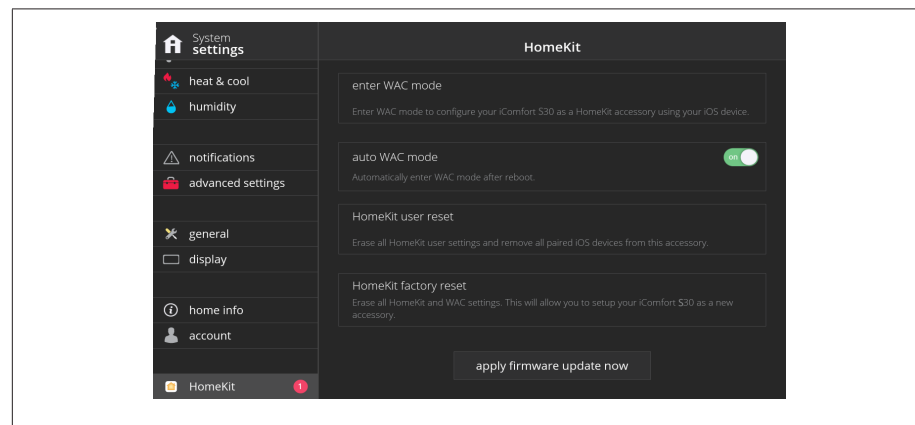 System
settings
HomeKit
heat & cool
humidity
notifications
advanced settings
general
display
home info
account
HomeKit
1
enter WAC mode
Enter WAC mode to configure your iComfort S30 as a HomeKit accessory using your iOS device.
auto WAC mode
on
Automatically enter WAC mode after reboot.
HomeKit user reset
Erase all HomeKit user settings and remove all paired iOS devices from this accessory.
HomeKit factory reset
Erase all HomeKit and WAC settings. This will allow you to setup your iComfort S30 as a new
accessory.
apply firmware update now